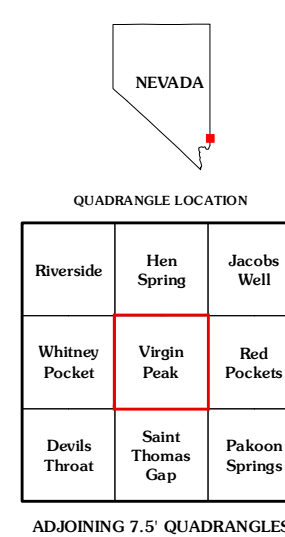 NEVADA
QUADRANGLE LOCATION
Riverside
Hen
Spring
Jacobs
Well
Whitney
Pocket
Virgin
Peak
Red
Pockets
Devils
Throat
Saint
Thomas
Gap
Pakoon
Springs
ADJOINING 7.5' QUADRANGLES